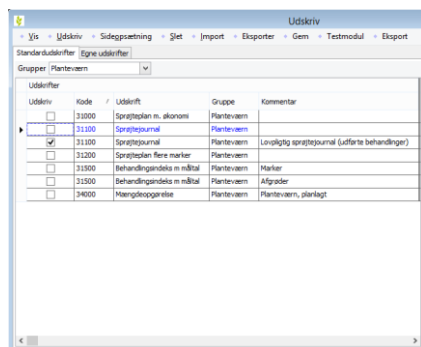 Udskriv
Vis Udskriv Sideopsætning Slet Import Eksporter Gem Testmodul Eksport
Standardudskrifter Egne udskrifter
Grupper Planteværn
Udskrifter
Udskriv Kode / Udskrift Gruppe Kommentar
31000 Sprøjteplan m. økonomi Planteværn
31100 Sprøjtejournal Planteværn
31100 Sprøjtejournal Planteværn Lovpligtig sprøjtejournal (udførte behandlinger)
31200 Sprøjteplan flere marker Planteværn
31500 Behandlingsindeks m måltal Planteværn Marker
31500 Behandlingsindeks m måltal Planteværn Afgrøder
34000 Mængdeopgørelse Planteværn Planteværn, planlagt